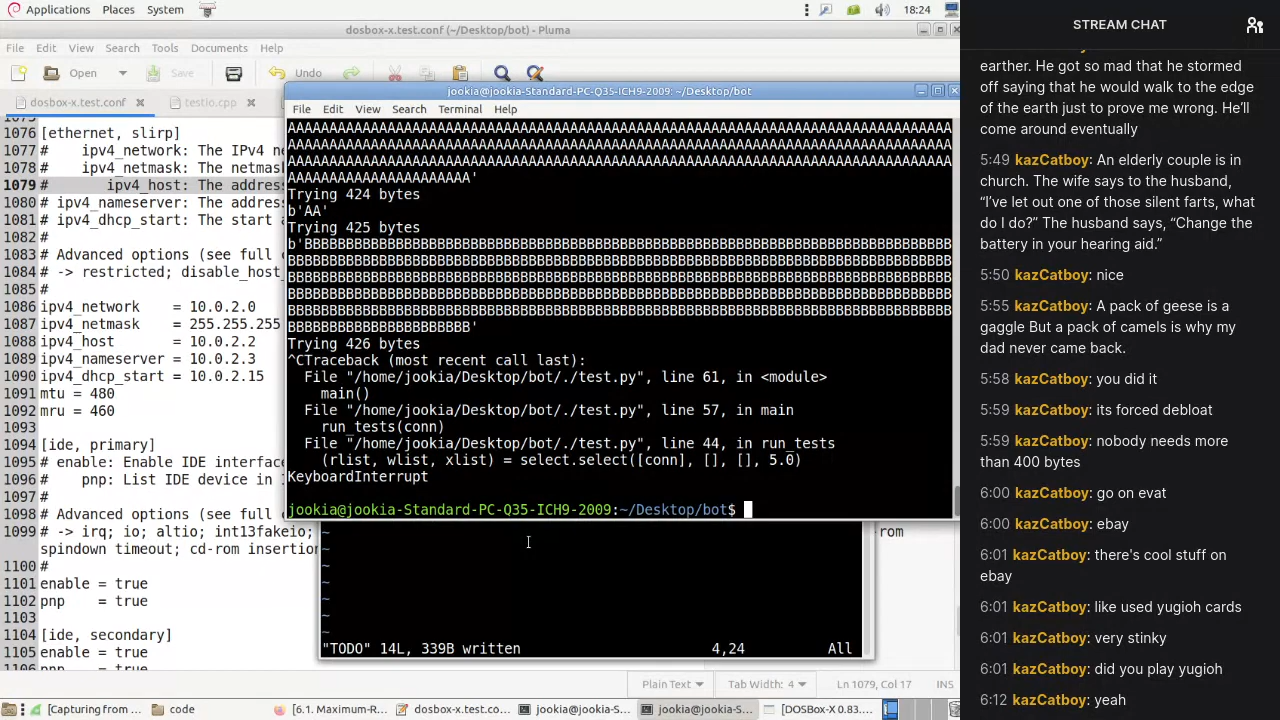 Applications Places System 18:24
dosbox-x.test.conf (~/Desktop/bot) - Pluma
File Edit View Search Tools Documents Help
Open Save Undo
dosbox-x.test.conf testio.cpp
1076 [ethernet, slirp]
1077 # ipv4_network: The IPv4 ne
1078 # ipv4_netmask: The netmas
1079 # ipv4_host: The address
1080 # ipv4_nameserver: The addres
1081 # ipv4_dhcp_start: The start
1082 #
1083 # Advanced options (see full
1084 # -> restricted; disable_host
1085 #
1086 ipv4_network = 10.0.2.0
1087 ipv4_netmask = 255.255.255
1088 ipv4_host = 10.0.2.2
1089 ipv4_nameserver = 10.0.2.3
1090 ipv4_dhcp_start = 10.0.2.15
1091 mtu = 480
1092 mru = 460
1093
1094 [ide, primary]
1095 # enable: Enable IDE interface
1096 # pnp: List IDE device in
1097 #
1098 # Advanced options (see full
1099 # -> irq; io; altio; int13fakeio; rom
spindown timeout; cd-rom insertion
1100 #
1101 enable = true
1102 pnp = true
1103
1104 [ide, secondary]
1105 enable = true
1106 pnp = true
Plain Text Tab Width: 4 Ln 1079, Col 17 INS
jookia@jookia-Standard-PC-Q35-ICH9-2009: ~/Desktop/bot
File Edit View Search Terminal Help
AAAAAAAAAAAAAAAAAAAAAAAAAAAAAAAAAAAAAAAAAAAAAAAAAAAAAAAAAAAAAAAAAAAAAAAAAAAAAAAA
AAAAAAAAAAAAAAAAAAAAAAAAAAAAAAAAAAAAAAAAAAAAAAAAAAAAAAAAAAAAAAAAAAAAAAAAAAAAAAAA
AAAAAAAAAAAAAAAAAAAAAAAAAAAAAAAAAAAAAAAAAAAAAAAAAAAAAAAAAAAAAAAAAAAAAAAAAAAAAAAA
AAAAAAAAAAAAAAAAAAAAAA'
Trying 424 bytes
b'AA'
Trying 425 bytes
b'BBBBBBBBBBBBBBBBBBBBBBBBBBBBBBBBBBBBBBBBBBBBBBBBBBBBBBBBBBBBBBBBBBBBBBBBBBBBBB
BBBBBBBBBBBBBBBBBBBBBBBBBBBBBBBBBBBBBBBBBBBBBBBBBBBBBBBBBBBBBBBBBBBBBBBBBBBBBBBB
BBBBBBBBBBBBBBBBBBBBBBBBBBBBBBBBBBBBBBBBBBBBBBBBBBBBBBBBBBBBBBBBBBBBBBBBBBBBBBBB
BBBBBBBBBBBBBBBBBBBBBBBBBBBBBBBBBBBBBBBBBBBBBBBBBBBBBBBBBBBBBBBBBBBBBBBBBBBBBBBB
BBBBBBBBBBBBBBBBBBBBBBBBBBBBBBBBBBBBBBBBBBBBBBBBBBBBBBBBBBBBBBBBBBBBBBBBBBBBBBBB
BBBBBBBBBBBBBBBBBBBBBB'
Trying 426 bytes
^CTraceback (most recent call last):
File "/home/jookia/Desktop/bot/./test.py", line 61, in <module>
main()
File "/home/jookia/Desktop/bot/./test.py", line 57, in main
run_tests(conn)
File "/home/jookia/Desktop/bot/./test.py", line 44, in run_tests
(rlist, wlist, xlist) = select.select([conn], [], [], 5.0)
KeyboardInterrupt
jookia@jookia-Standard-PC-Q35-ICH9-2009:~/Desktop/bot$
~
~
~
~
~
~
~
"TODO" 14L, 339B written 4,24 All
[Capturing from... code [6.1. Maximum-R... dosbox-x.test.co... jookia@jookia-S... jookia@jookia-S... [DOSBox-X 0.83....
STREAM CHAT
earther. He got so mad that he stormed
off saying that he would walk to the edge
of the earth just to prove me wrong. He'll
come around eventually
5:49 kazCatboy: An elderly couple is in
church. The wife says to the husband,
“I’ve let out one of those silent farts, what
do I do?” The husband says, “Change the
battery in your hearing aid.”
5:50 kazCatboy: nice
5:55 kazCatboy: A pack of geese is a
gaggle But a pack of camels is why my
dad never came back.
5:58 kazCatboy: you did it
5:59 kazCatboy: its forced debloat
5:59 kazCatboy: nobody needs more
than 400 bytes
6:00 kazCatboy: go on evat
6:00 kazCatboy: ebay
6:01 kazCatboy: there's cool stuff on
ebay
6:01 kazCatboy: like used yugioh cards
6:01 kazCatboy: very stinky
6:01 kazCatboy: did you play yugioh
6:12 kazCatboy: yeah